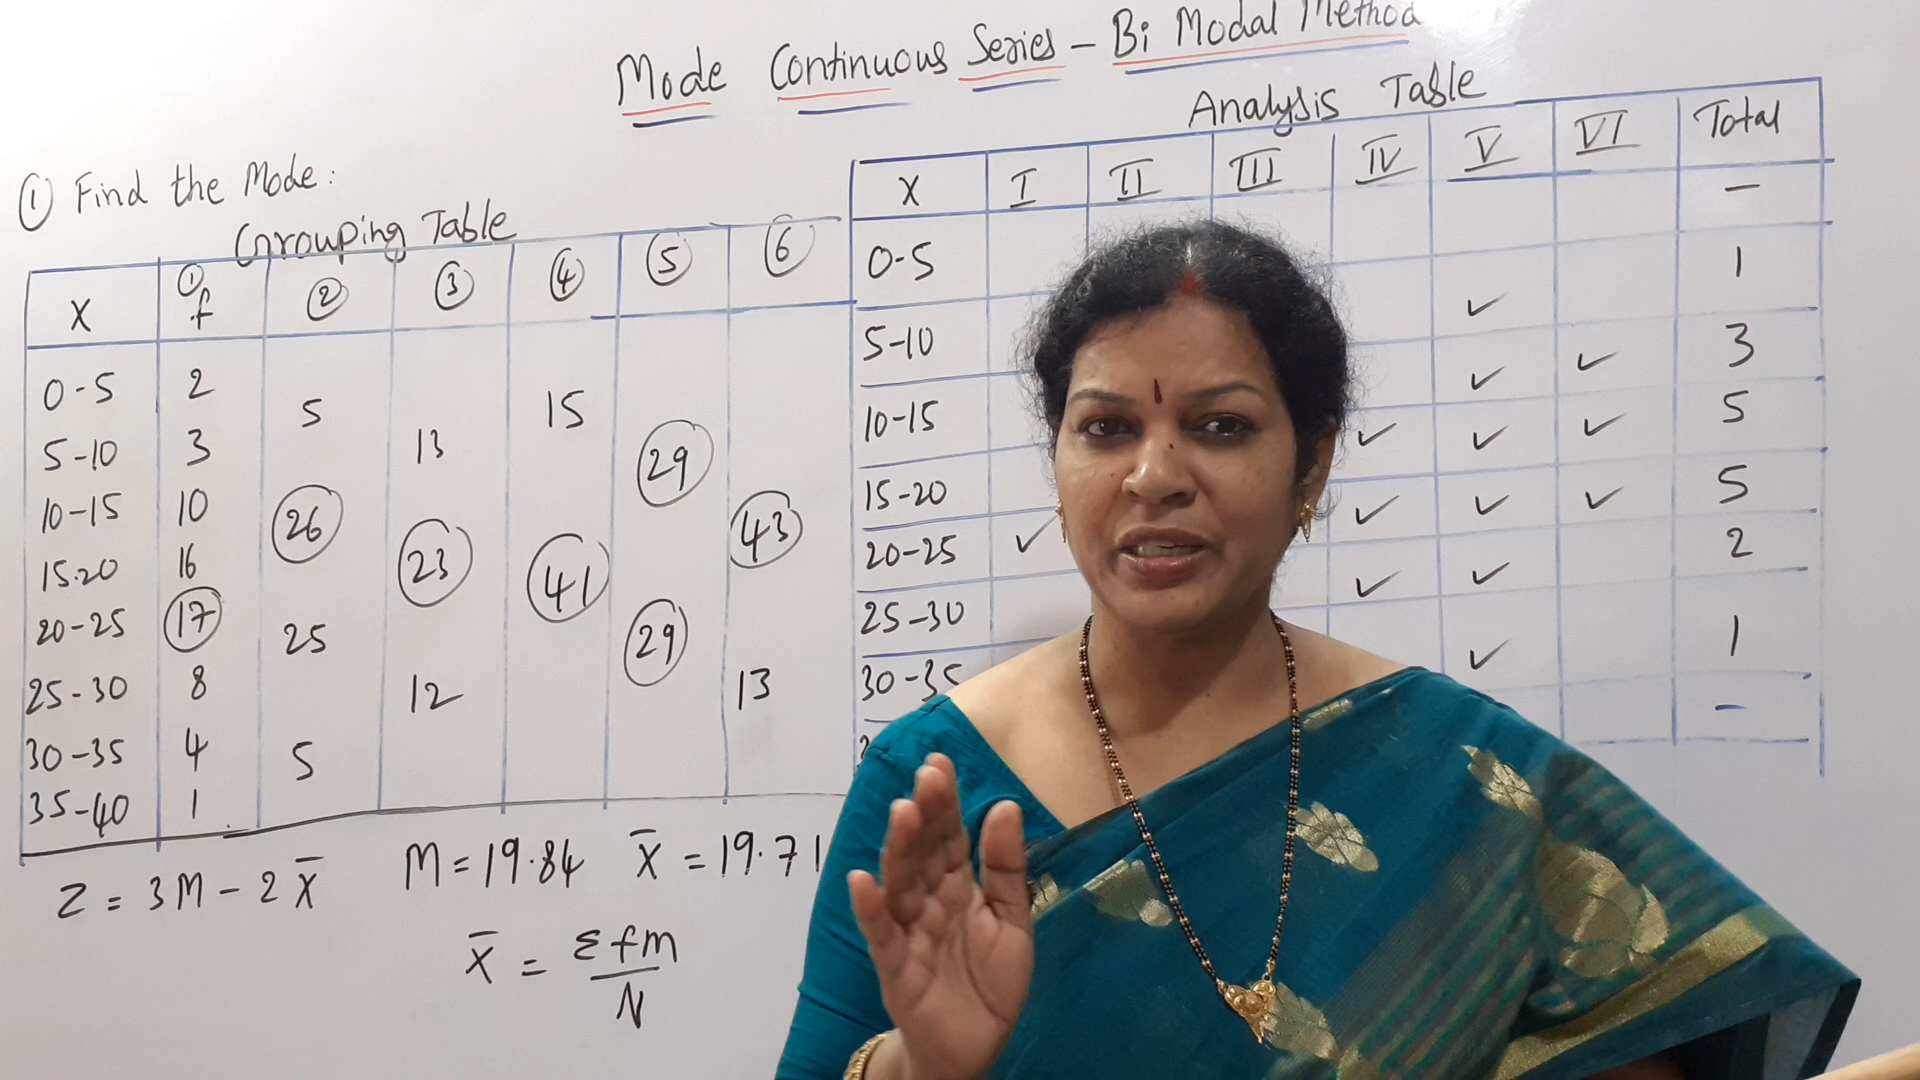 Mode Continuous Series – Bi Modal Method
① Find the Mode:
Grouping Table
X ① f ② ③ ④ ⑤ ⑥
0-5 2
5 15
5-10 3 13
29
10-15 10
26 43
15.20 16 23 41
20-25 17
25 29
25-30 8 12 13
30-35 4
5
35-40 1
Z = 3M - 2X̄ M = 19.84 X̄ = 19.71
X̄ = Σfm
N
Analysis Table
X I II III IV V VI Total
0-5 –
5-10 ✓ 1
10-15 ✓ ✓ 3
15-20 ✓ ✓ ✓ 5
20-25 ✓ ✓ ✓ ✓ 5
25-30 ✓ ✓ 2
30-35 ✓ 1
–